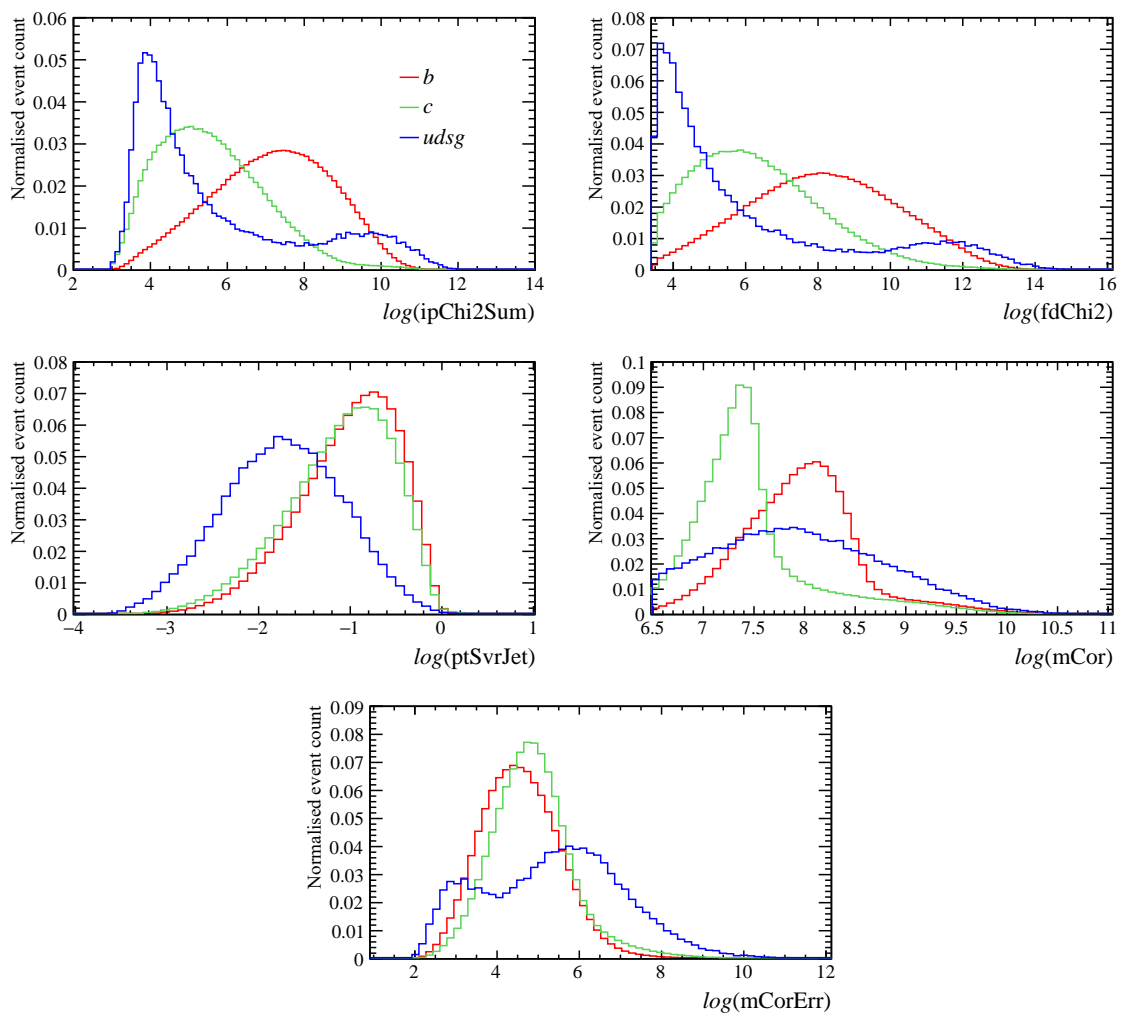 Normalised event count
0.06
0.05
0.04
0.03
0.02
0.01
0
2 4 6 8 10 12 14
log(ipChi2Sum)
b
c
udsg
Normalised event count
0.08
0.07
0.06
0.05
0.04
0.03
0.02
0.01
0
4 6 8 10 12 14 16
log(fdChi2)
Normalised event count
0.08
0.07
0.06
0.05
0.04
0.03
0.02
0.01
0
−4 −3 −2 −1 0 1
log(ptSvrJet)
Normalised event count
0.1
0.09
0.08
0.07
0.06
0.05
0.04
0.03
0.02
0.01
0
6.5 7 7.5 8 8.5 9 9.5 10 10.5 11
log(mCor)
Normalised event count
0.09
0.08
0.07
0.06
0.05
0.04
0.03
0.02
0.01
0
2 4 6 8 10 12
log(mCorErr)